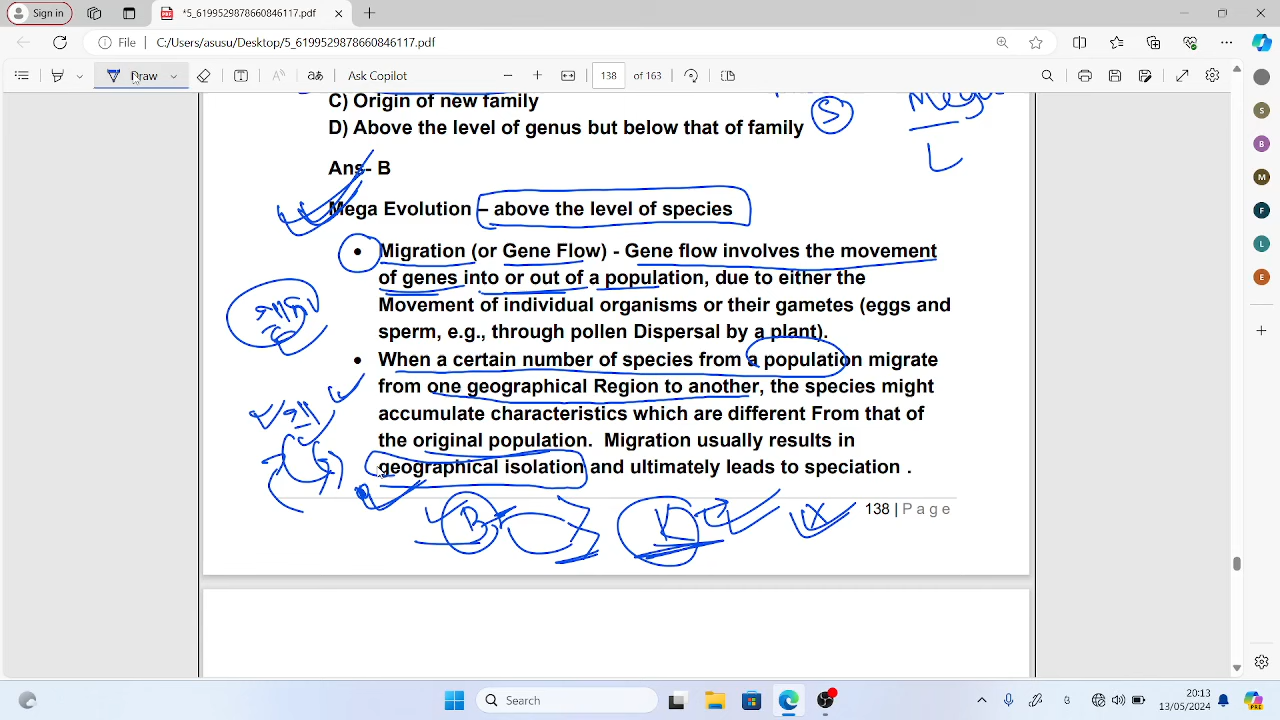 Sign in
*5_6199529878660846117.pdf
File
C:/Users/asusu/Desktop/5_6199529878660846117.pdf
Draw
Ask Copilot
138 of 163
C) Origin of new family
D) Above the level of genus but below that of family
S
Mega
Ans- B
Mega Evolution – above the level of species
• Migration (or Gene Flow) - Gene flow involves the movement
of genes into or out of a population, due to either the
Movement of individual organisms or their gametes (eggs and
sperm, e.g., through pollen Dispersal by a plant).
• When a certain number of species from a population migrate
from one geographical Region to another, the species might
accumulate characteristics which are different From that of
the original population. Migration usually results in
geographical isolation and ultimately leads to speciation .
B
K
138 | Page
S
B
M
F
L
E
Search
20:13
13/05/2024